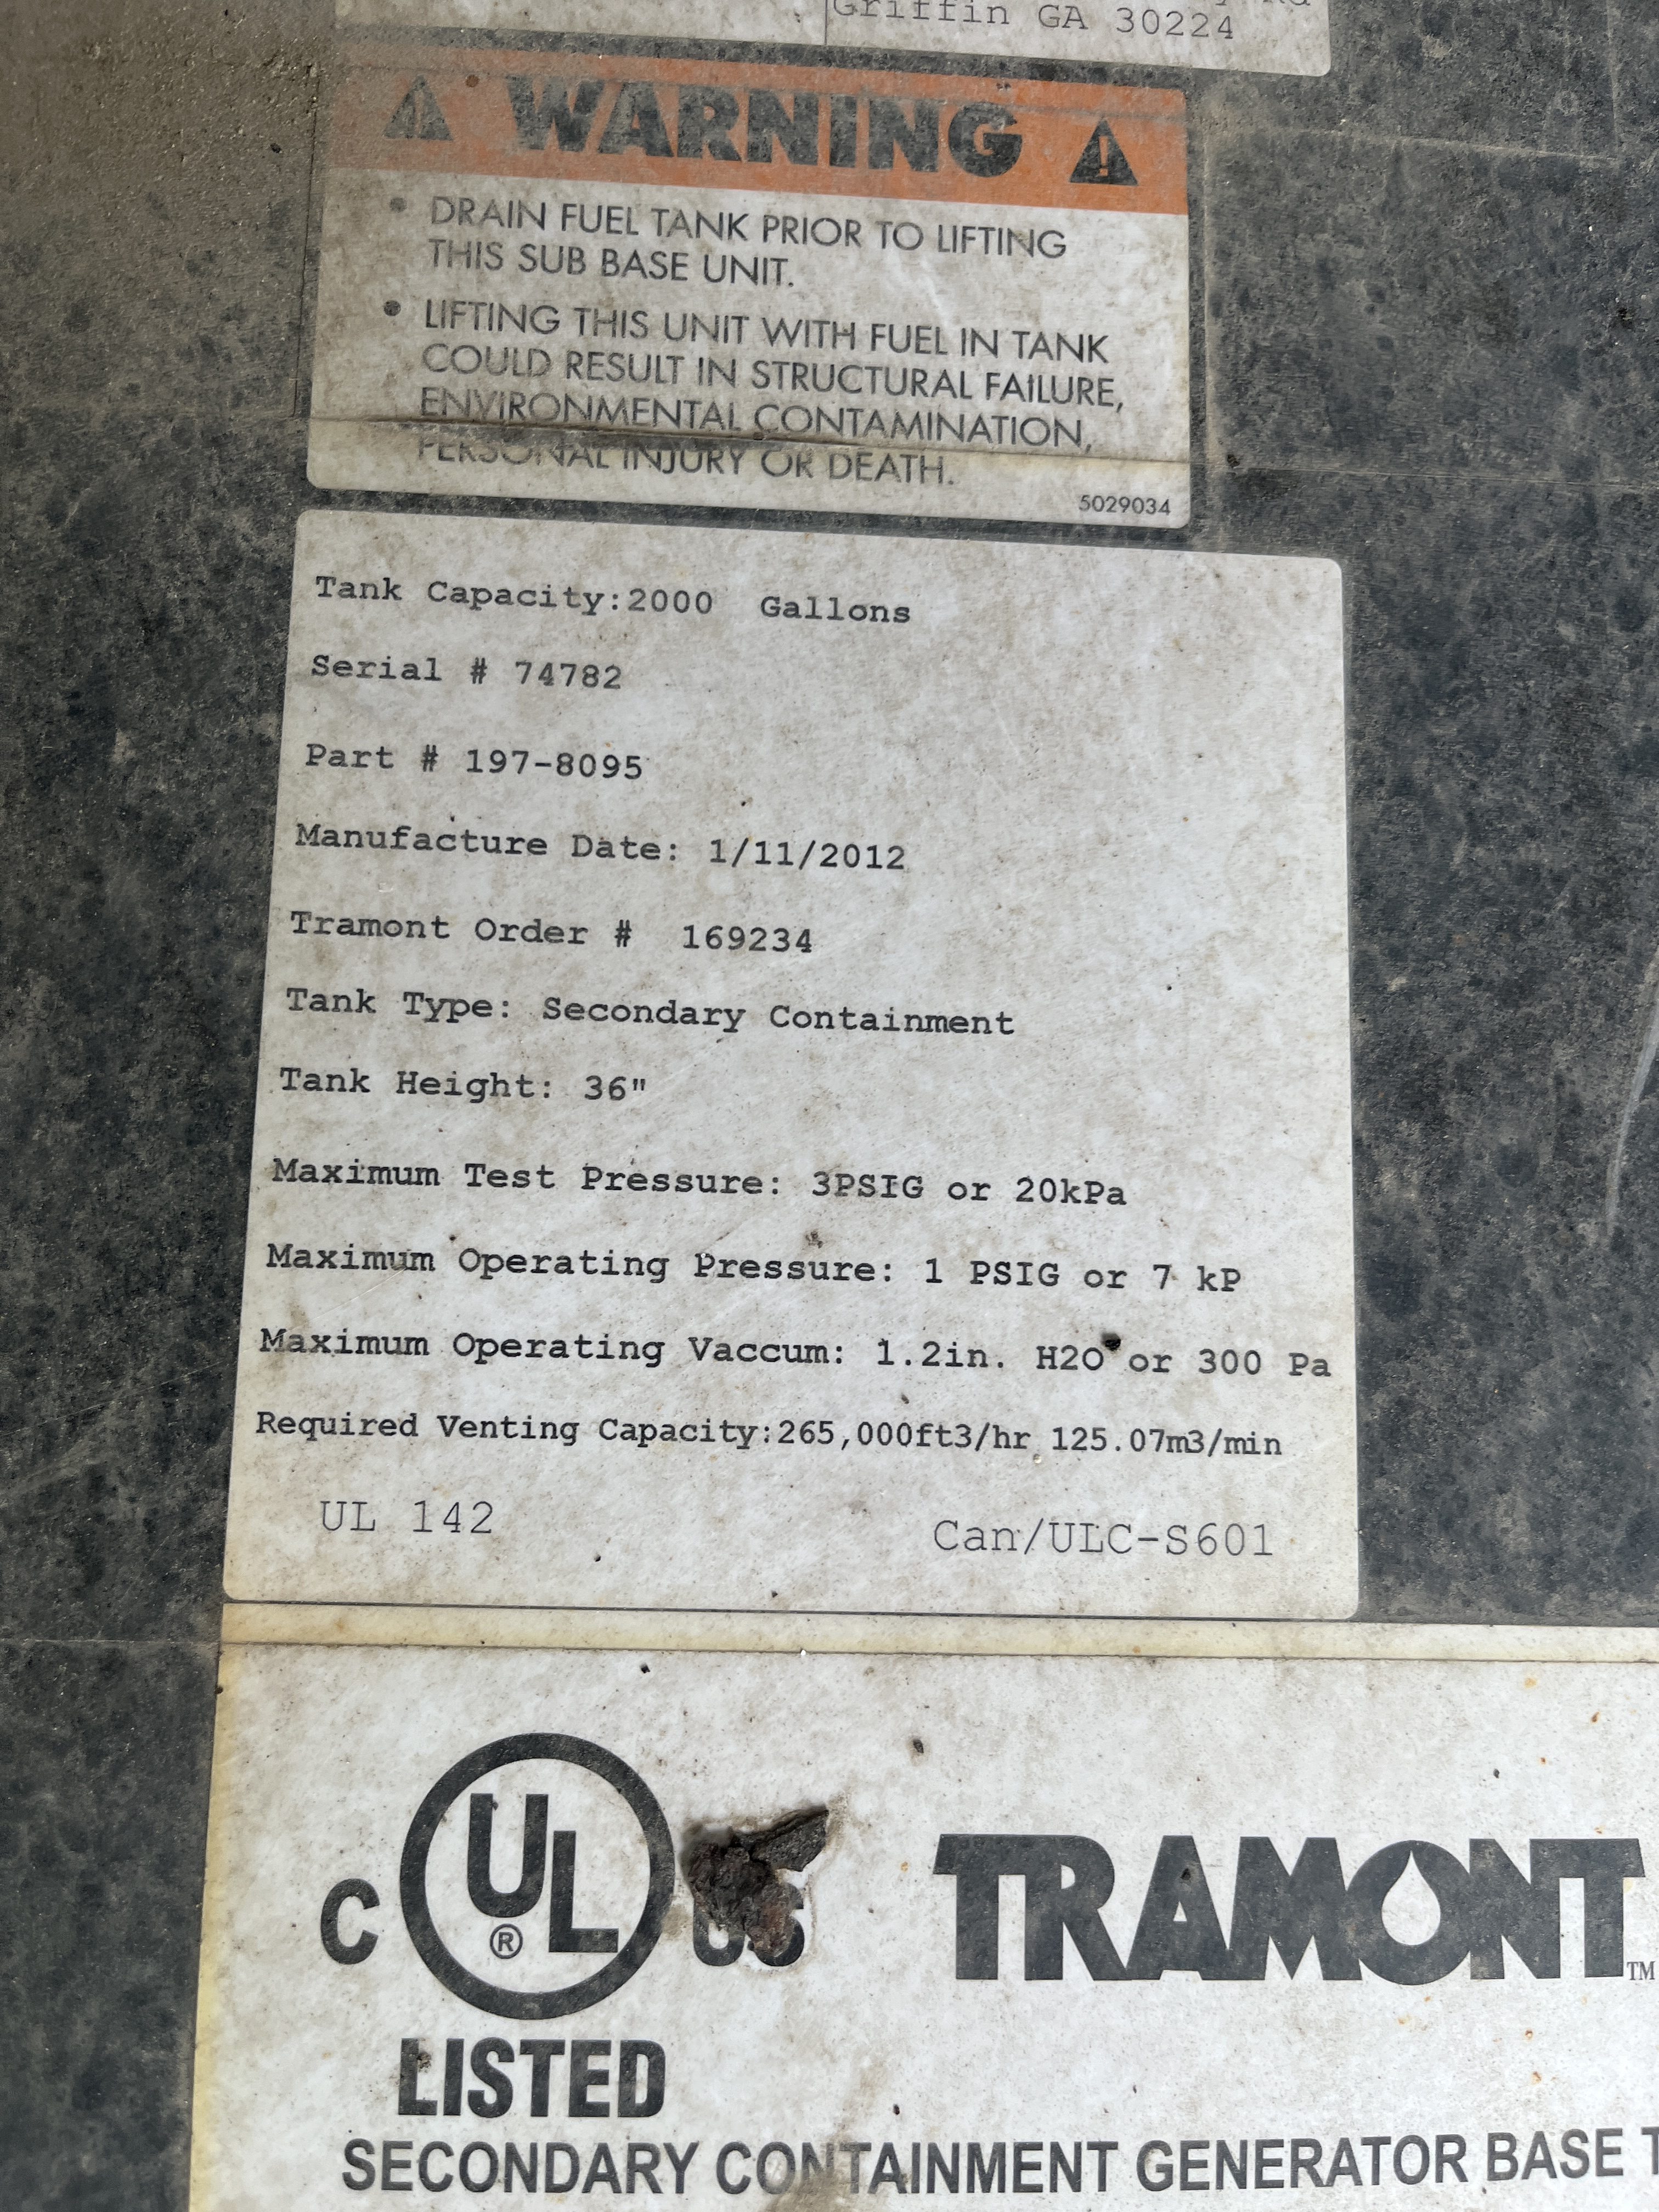 Griffin GA 30224
WARNING
• DRAIN FUEL TANK PRIOR TO LIFTING
THIS SUB BASE UNIT.
• LIFTING THIS UNIT WITH FUEL IN TANK
COULD RESULT IN STRUCTURAL FAILURE,
ENVIRONMENTAL CONTAMINATION,
PERSONAL INJURY OR DEATH.
5029034
Tank Capacity:2000 Gallons
Serial # 74782
Part # 197-8095
Manufacture Date: 1/11/2012
Tramont Order # 169234
Tank Type: Secondary Containment
Tank Height: 36"
Maximum Test Pressure: 3PSIG or 20kPa
Maximum Operating Pressure: 1 PSIG or 7 kP
Maximum Operating Vaccum: 1.2in. H2O or 300 Pa
Required Venting Capacity:265,000ft3/hr 125.07m3/min
UL 142 Can/ULC-S601
C UL ® US TRAMONT TM
LISTED
SECONDARY CONTAINMENT GENERATOR BASE T